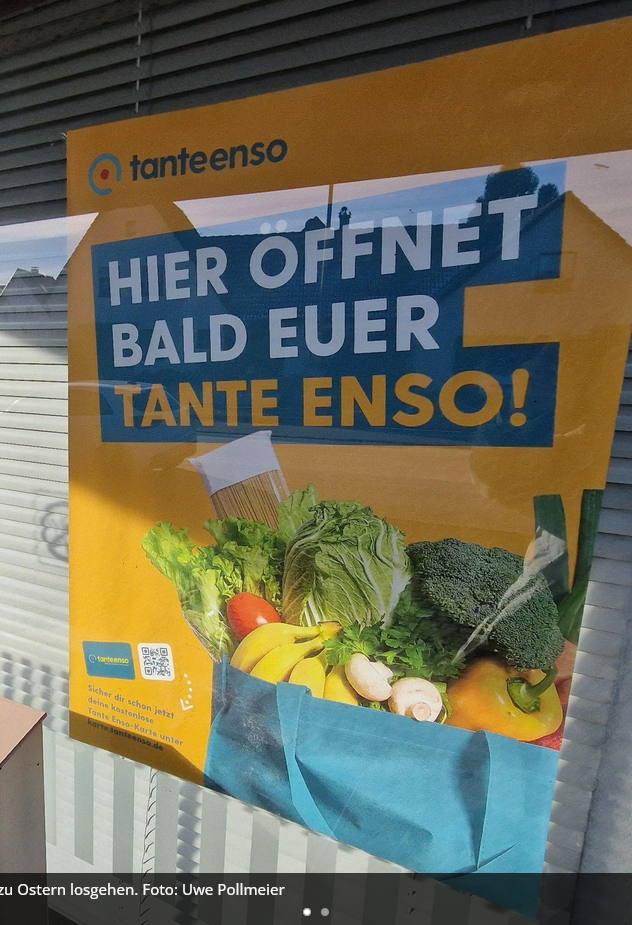 tanteenso
HIER ÖFFNET
BALD EUER
TANTE ENSO!
tanteenso
Sicher dir schon jetzt
deine kostenlose
Tante Enso-Karte unter
karte.tanteenso.de
zu Ostern losgehen. Foto: Uwe Pollmeier